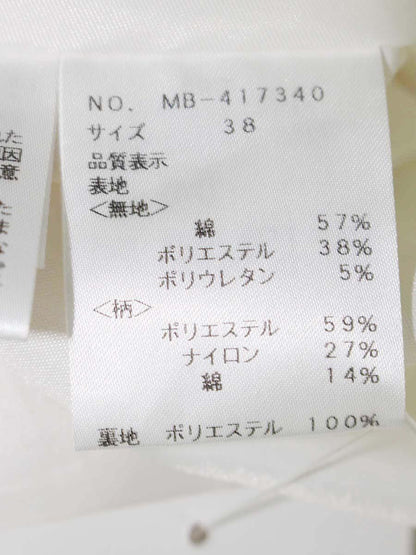 NO. MB-417340
サイズ 38
品質表示
表地
<無地>
綿 57%
ポリエステル 38%
ポリウレタン 5%
<柄>
ポリエステル 59%
ナイロン 27%
綿 14%
裏地 ポリエステル 100%